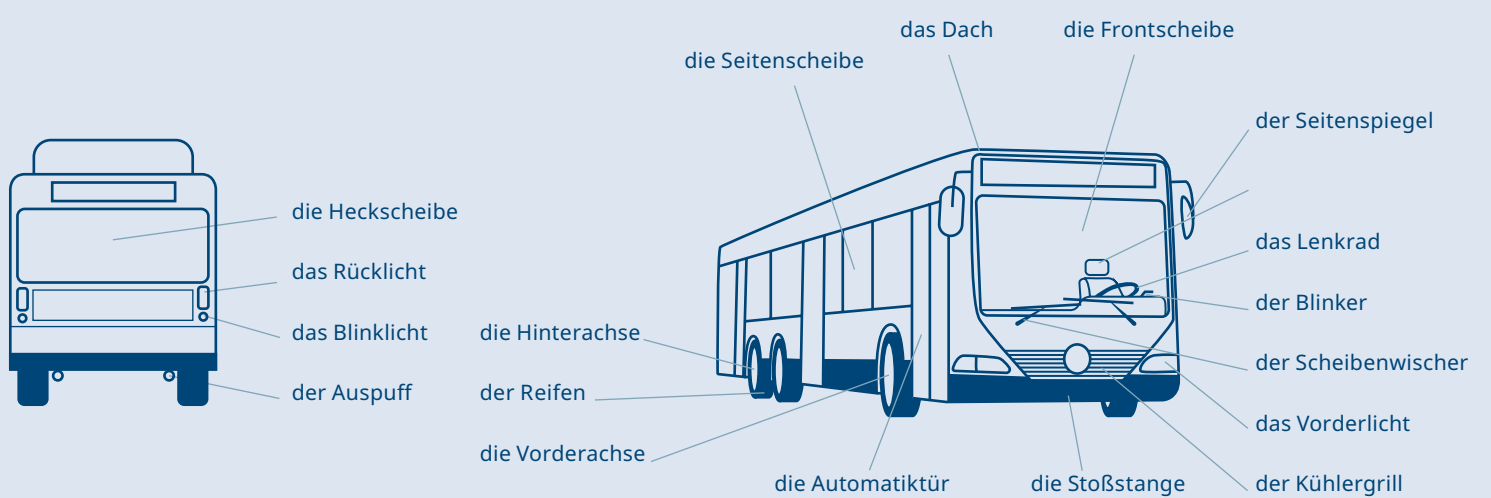 das Dach
die Frontscheibe
die Seitenscheibe
der Seitenspiegel
die Heckscheibe
das Lenkrad
das Rücklicht
der Blinker
das Blinklicht
die Hinterachse
der Scheibenwischer
der Auspuff
der Reifen
das Vorderlicht
die Vorderachse
die Automatiktür
die Stoßstange
der Kühlergrill